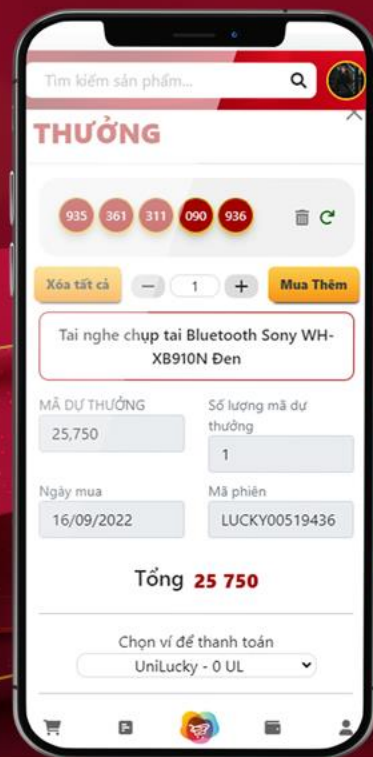 Tìm kiếm sản phẩm...
THƯỞNG
935 361 311 090 936
Xóa tất cả 1 Mua Thêm
Tai nghe chụp tai Bluetooth Sony WH-
XB910N Đen
MÃ DỰ THƯỞNG
25,750
Số lượng mã dự
thưởng
1
Ngày mua
16/09/2022
Mã phiên
LUCKY00519436
Tổng 25 750
Chọn ví để thanh toán
UniLucky - 0 UL